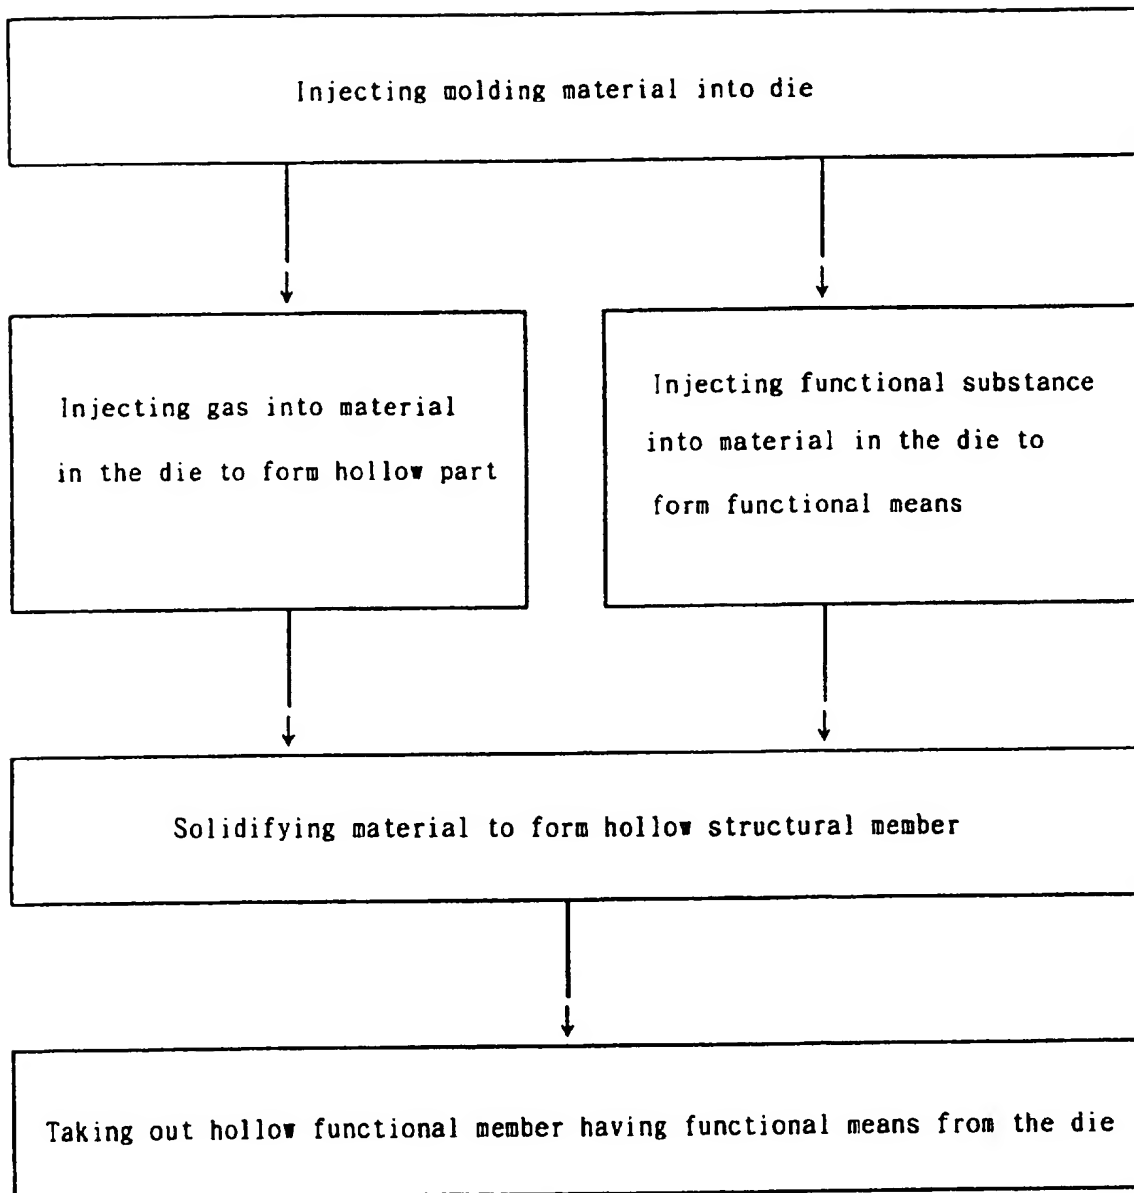 Injecting molding material into die
Injecting gas into material
in the die to form hollow part
Injecting functional substance
into material in the die to
form functional means
Solidifying material to form hollow structural member
Taking out hollow functional member having functional means from the die